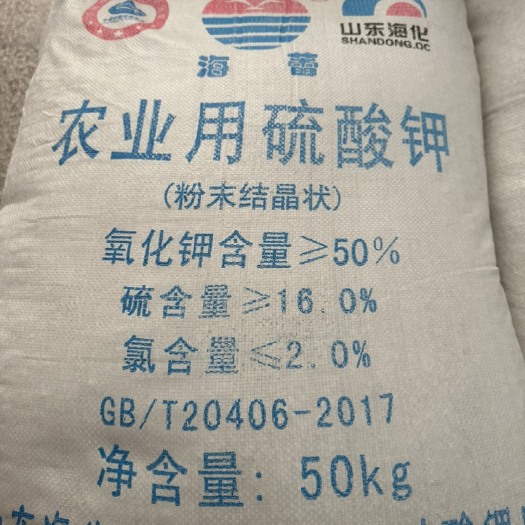 山东海化
SHANDONG.OC
海蕾
农业用硫酸钾
(粉末结晶状)
氧化钾含量≥50%
硫含量≥16.0%
氯含量≤2.0%
GB/T20406-2017
净含量: 50kg